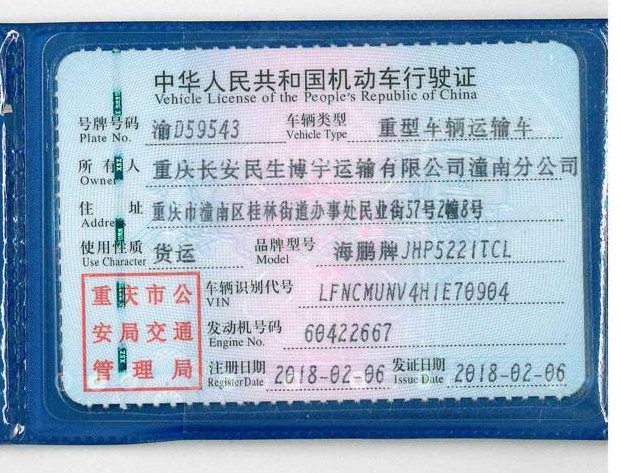 中华人民共和国机动车行驶证
Vehicle License of the People's Republic of China
号牌号码 渝D59543 车辆类型 重型车辆运输车
Plate No. Vehicle Type
所有人 重庆长安民生博宇运输有限公司潼南分公司
Owner
住址 重庆市潼南区桂林街道办事处民业街57号2幢8号
Address
使用性质 货运 品牌型号 海鹏牌JHP5221TCL
Use Character Model
重庆市公 车辆识别代号 LFNCMUNV4H1E70904
VIN
安局交通 发动机号码 60422667
Engine No.
管理局 注册日期 2018-02-06 发证日期 2018-02-06
Register Date Issue Date